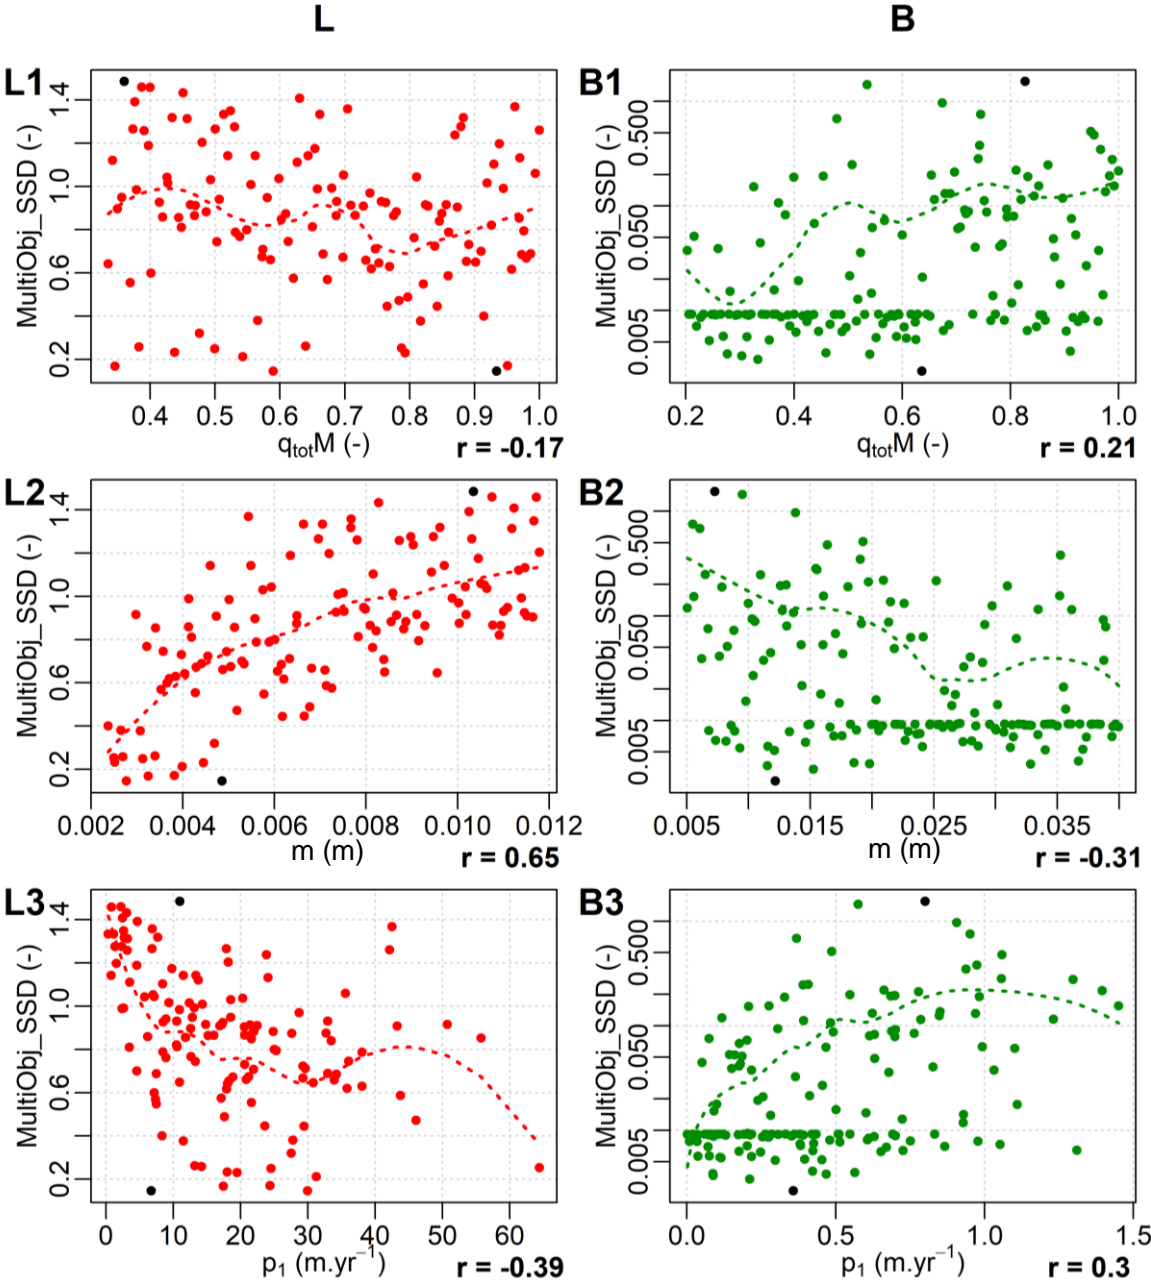 L B
L1 B1
MultiObj_SSD (-)
1.4
1.0
0.6
0.2
0.4 0.5 0.6 0.7 0.8 0.9 1.0
q_totM (-)
r = -0.17
MultiObj_SSD (-)
0.500
0.050
0.005
0.2 0.4 0.6 0.8 1.0
q_totM (-)
r = 0.21
L2 B2
MultiObj_SSD (-)
1.4
1.0
0.6
0.2
0.002 0.004 0.006 0.008 0.010 0.012
m (m)
r = 0.65
MultiObj_SSD (-)
0.500
0.050
0.005
0.005 0.015 0.025 0.035
m (m)
r = -0.31
L3 B3
MultiObj_SSD (-)
1.4
1.0
0.6
0.2
0 10 20 30 40 50 60
p₁ (m.yr⁻¹)
r = -0.39
MultiObj_SSD (-)
0.500
0.050
0.005
0.0 0.5 1.0 1.5
p₁ (m.yr⁻¹)
r = 0.3